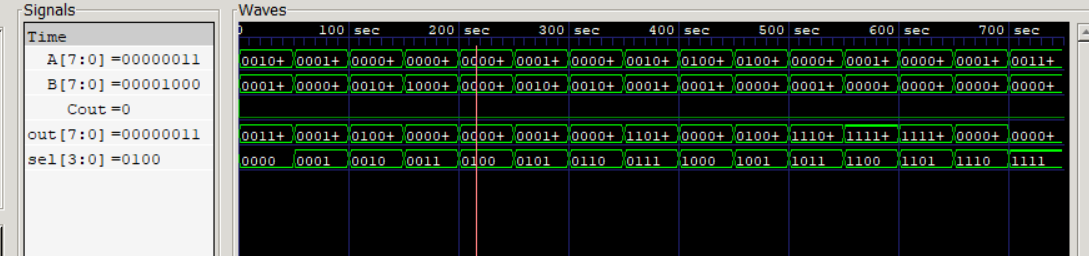 Signals
Waves
Time
100 sec 200 sec 300 sec 400 sec 500 sec 600 sec 700 sec
A[7:0] =00000011
0010+ 0001+ 0000+ 0000+ 0000+ 0001+ 0000+ 0010+ 0100+ 0100+ 0000+ 0001+ 0000+ 0001+ 0011+
B[7:0] =00001000
0001+ 0000+ 0010+ 1000+ 0000+ 0010+ 0010+ 0001+ 0001+ 0000+ 0001+ 0000+ 0000+ 0000+ 0000+
Cout =0
out[7:0] =00000011
0011+ 0001+ 0100+ 0000+ 0000+ 0001+ 0000+ 1101+ 0000+ 0100+ 1110+ 1111+ 1111+ 0000+ 0000+
sel[3:0] =0100
0000 0001 0010 0011 0100 0101 0110 0111 1000 1001 1011 1100 1101 1110 1111